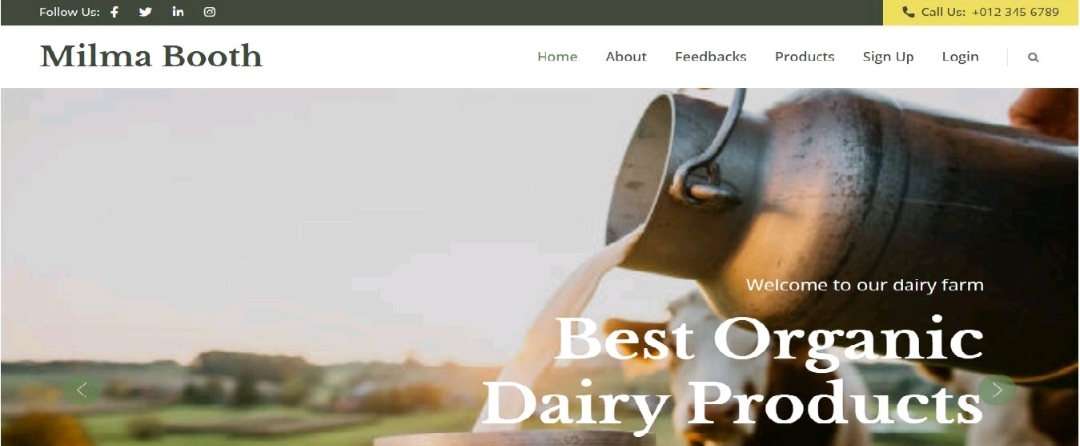 Follow Us:
Call Us: +012 345 6789
Milma Booth
Home About Feedbacks Products Sign Up Login
Welcome to our dairy farm
Best Organic
Dairy Products